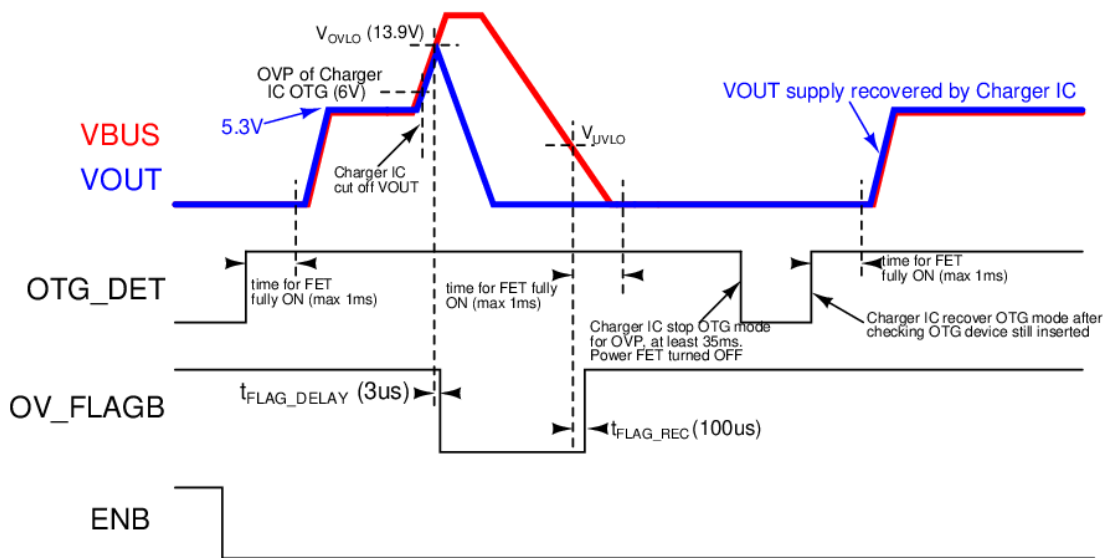 V_OVLO (13.9V)
OVP of Charger
IC OTG (6V)
5.3V
VBUS
VOUT
Charger IC
cut off VOUT
V_UVLO
VOUT supply recovered by Charger IC
OTG_DET
time for FET
fully ON (max 1ms)
time for FET fully
ON (max 1ms)
Charger IC stop OTG mode
for OVP, at least 35ms.
Power FET turned OFF
time for FET
fully ON (max 1ms)
Charger IC recover OTG mode after
checking OTG device still inserted
OV_FLAGB
t_FLAG_DELAY (3us)
t_FLAG_REC (100us)
ENB